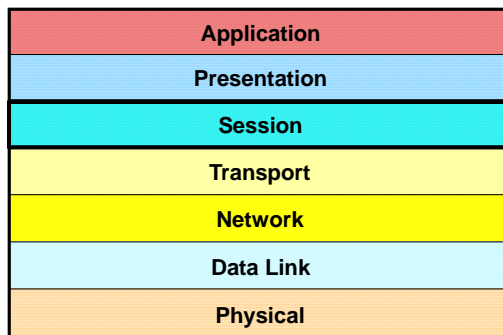 Application
Presentation
Session
Transport
Network
Data Link
Physical